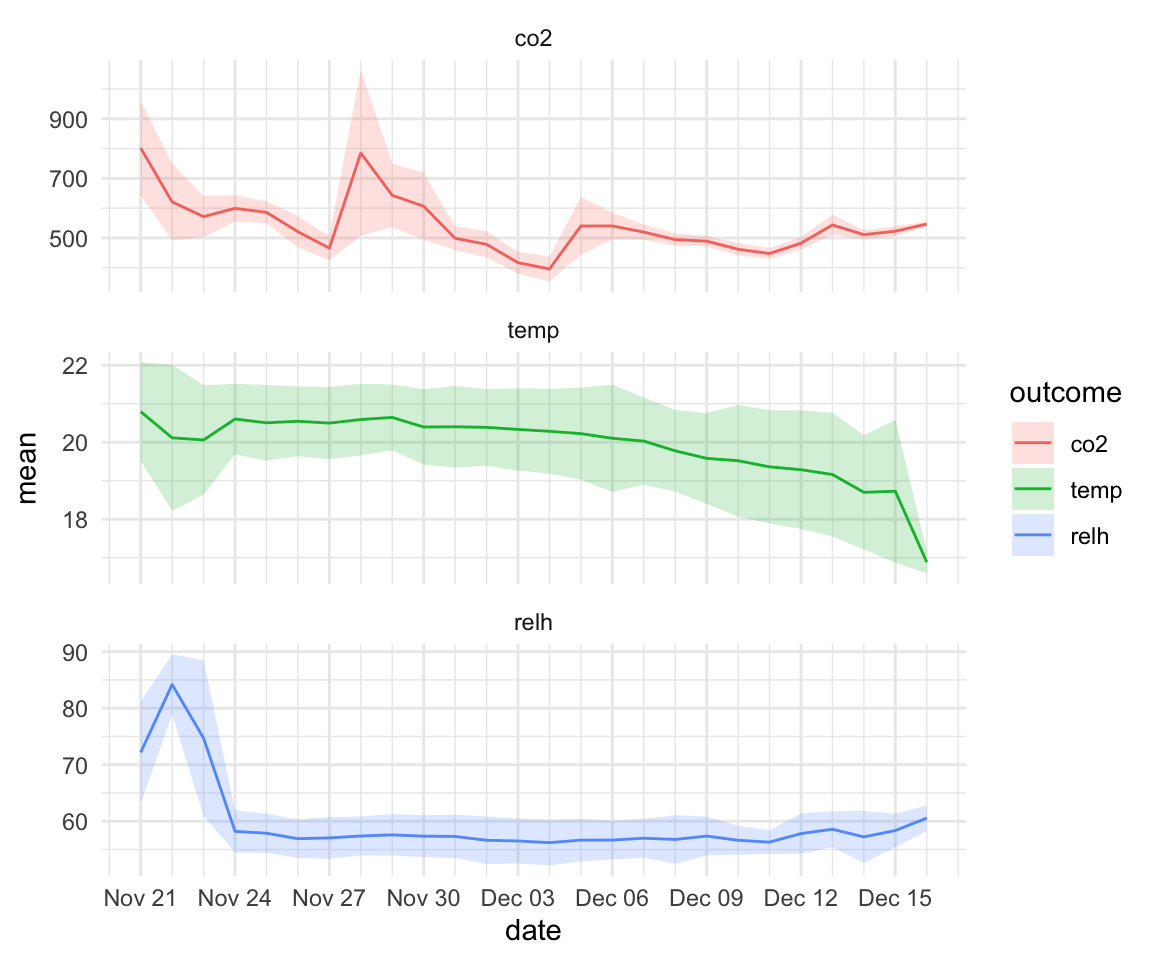 co2
900
700
500
temp
22
20
18
mean
relh
90
80
70
60
Nov 21 Nov 24 Nov 27 Nov 30 Dec 03 Dec 06 Dec 09 Dec 12 Dec 15
date
outcome
co2
temp
relh